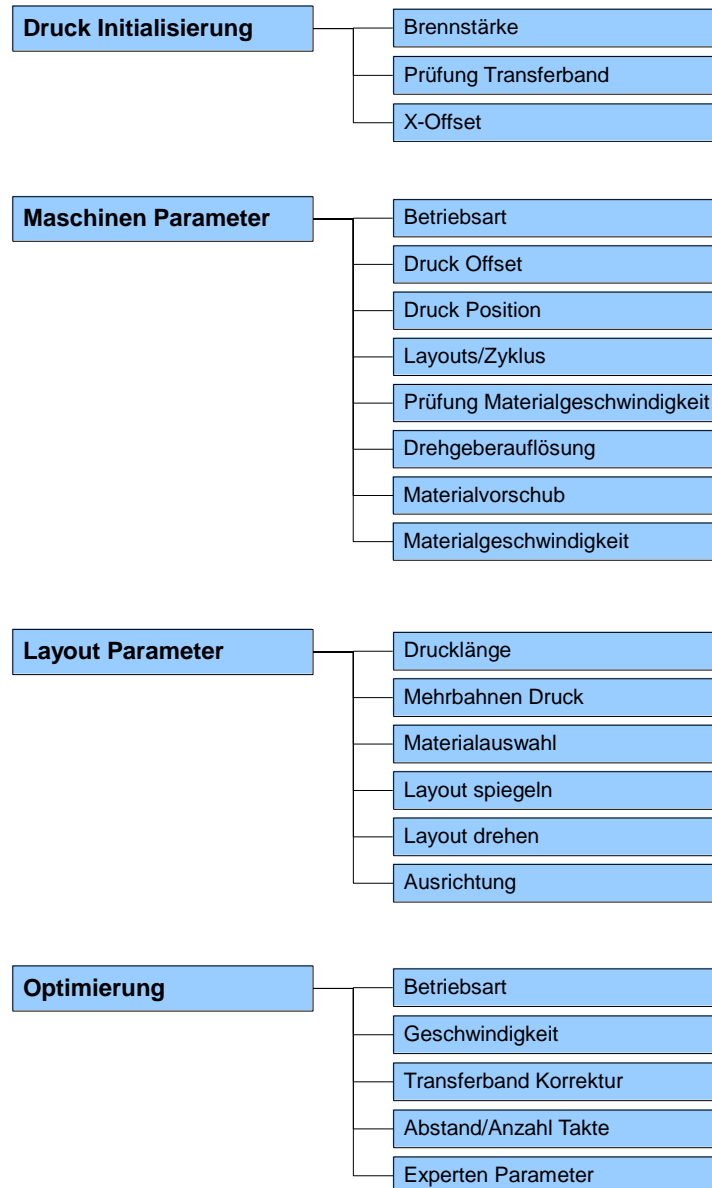 Druck Initialisierung
Brennstärke
Prüfung Transferband
X-Offset
Maschinen Parameter
Betriebsart
Druck Offset
Druck Position
Layouts/Zyklus
Prüfung Materialgeschwindigkeit
Drehgeberauflösung
Materialvorschub
Materialgeschwindigkeit
Layout Parameter
Drucklänge
Mehrbahnen Druck
Materialauswahl
Layout spiegeln
Layout drehen
Ausrichtung
Optimierung
Betriebsart
Geschwindigkeit
Transferband Korrektur
Abstand/Anzahl Takte
Experten Parameter